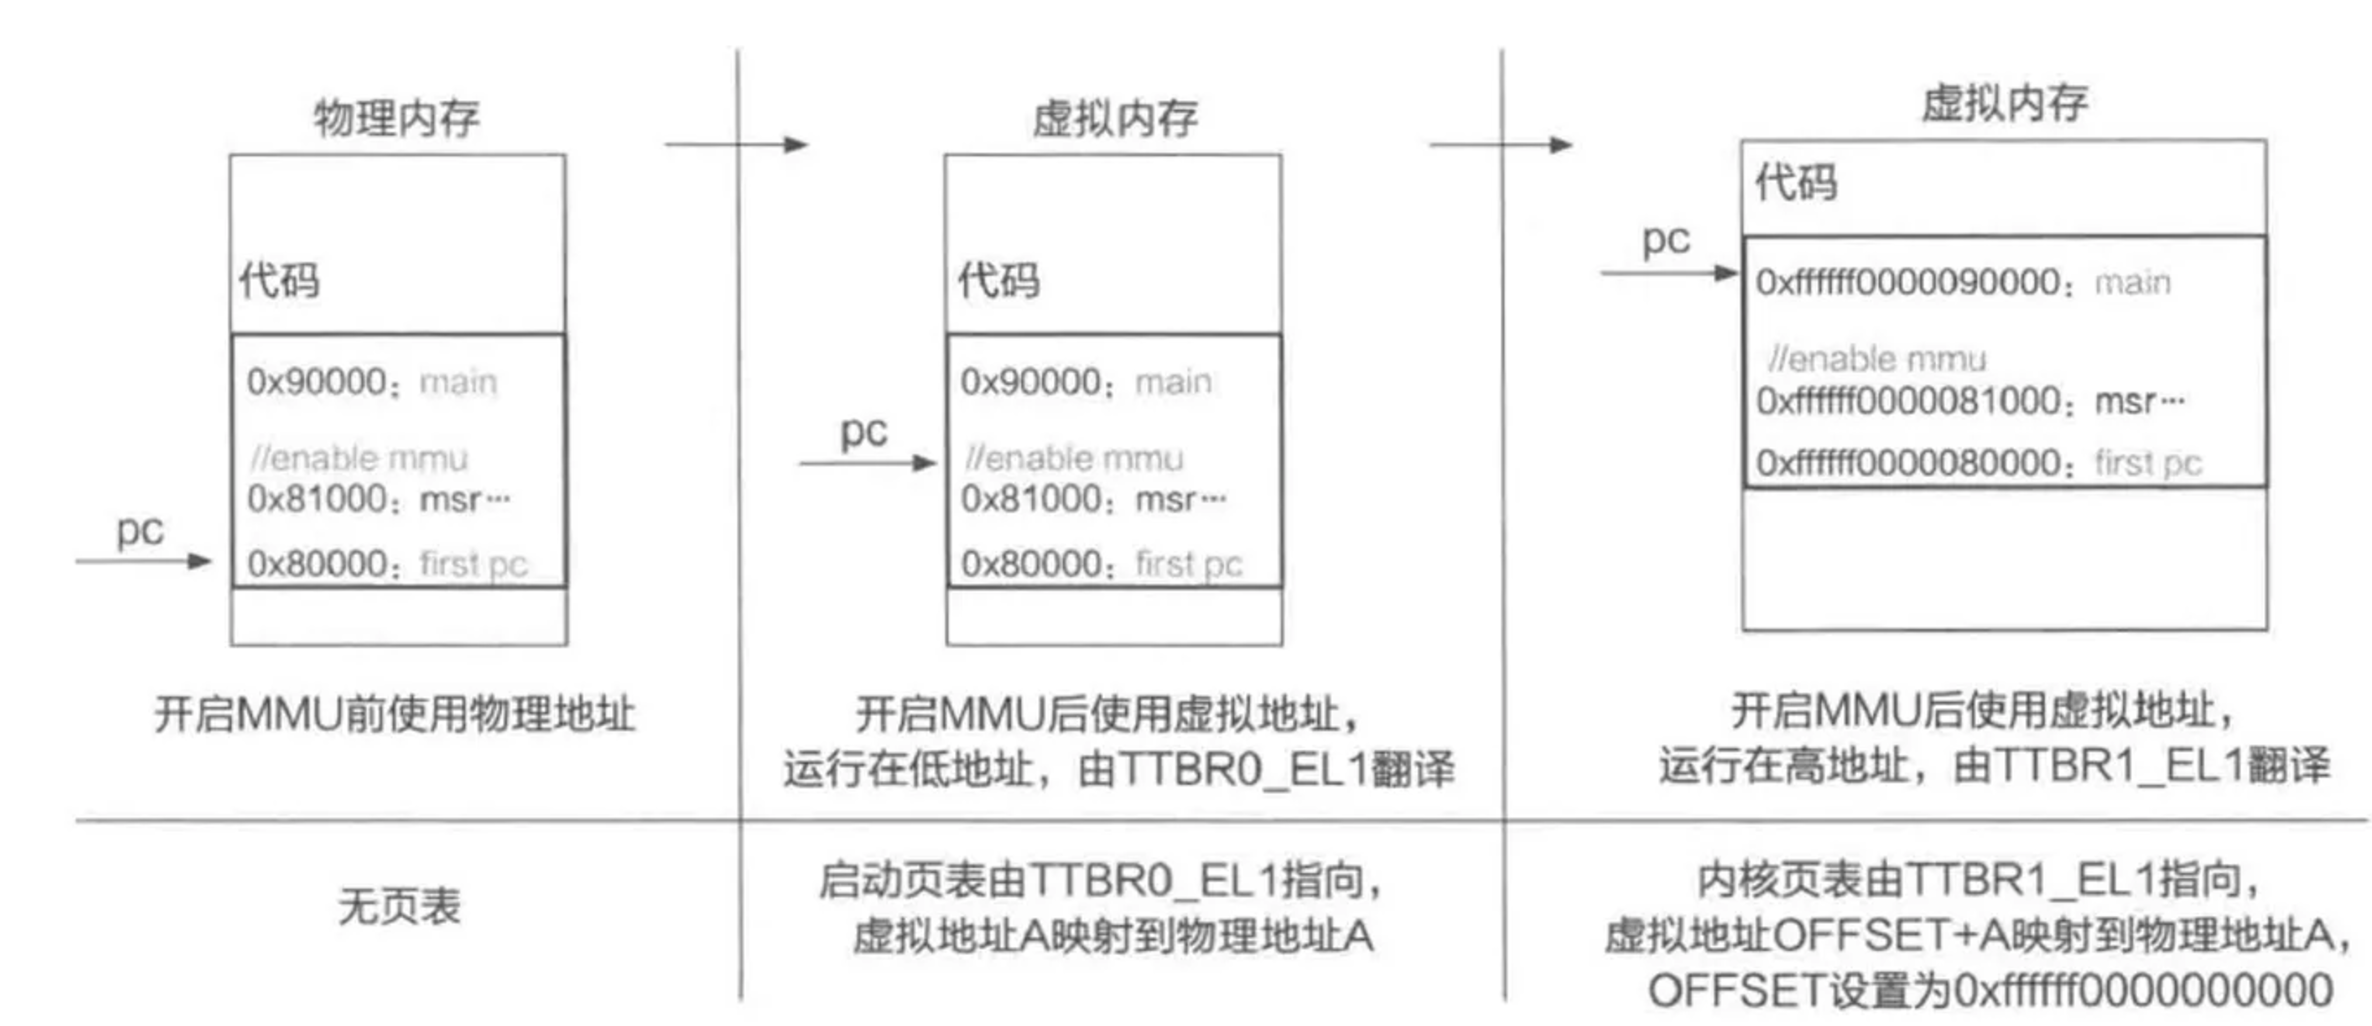 物理内存
代码
0x90000：main
//enable mmu
0x81000：msr…
0x80000：first pc
pc
开启MMU前使用物理地址
无页表
虚拟内存
代码
0x90000：main
//enable mmu
0x81000：msr…
0x80000：first pc
pc
开启MMU后使用虚拟地址，
运行在低地址，由TTBR0_EL1翻译
启动页表由TTBR0_EL1指向，
虚拟地址A映射到物理地址A
虚拟内存
代码
pc
0xffffff0000090000：main
//enable mmu
0xffffff0000081000：msr…
0xffffff0000080000：first pc
开启MMU后使用虚拟地址，
运行在高地址，由TTBR1_EL1翻译
内核页表由TTBR1_EL1指向，
虚拟地址OFFSET+A映射到物理地址A，
OFFSET设置为0xffffff0000000000